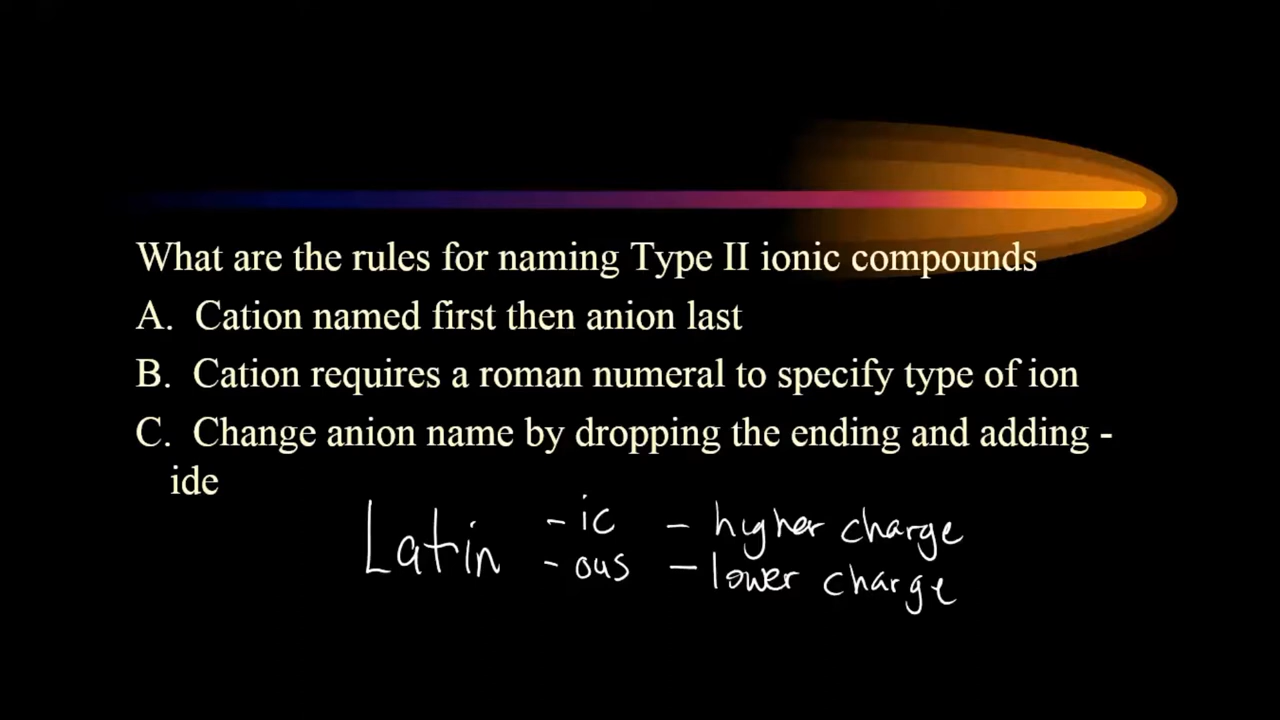 What are the rules for naming Type II ionic compounds
A. Cation named first then anion last
B. Cation requires a roman numeral to specify type of ion
C. Change anion name by dropping the ending and adding -
ide
Latin - ic - higher charge
- ous - lower charge